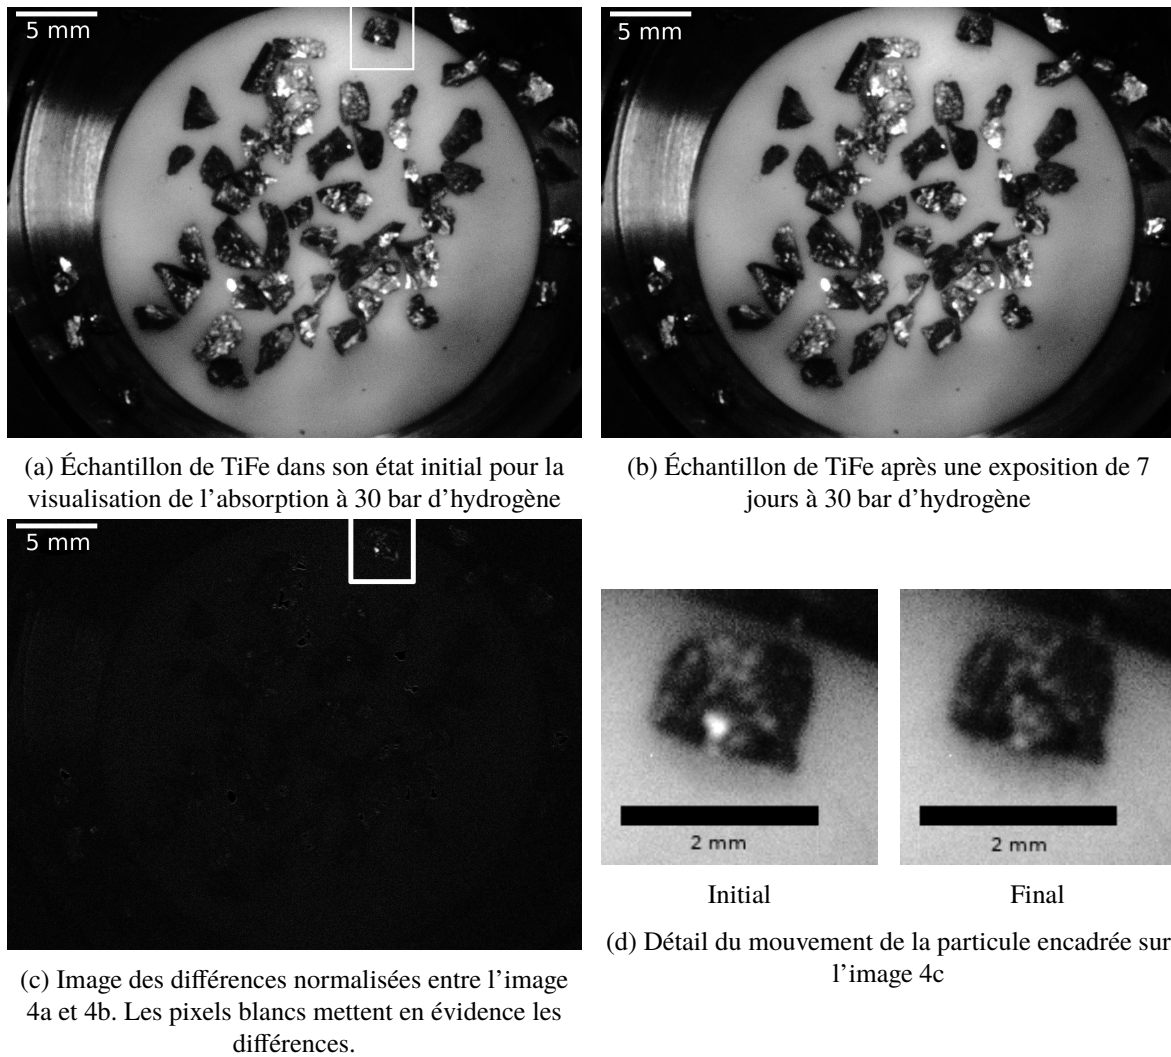 5 mm
5 mm
(a) Échantillon de TiFe dans son état initial pour la
visualisation de l'absorption à 30 bar d'hydrogène
(b) Échantillon de TiFe après une exposition de 7
jours à 30 bar d'hydrogène
5 mm
2 mm
2 mm
Initial
Final
(c) Image des différences normalisées entre l'image
4a et 4b. Les pixels blancs mettent en évidence les
différences.
(d) Détail du mouvement de la particule encadrée sur
l'image 4c